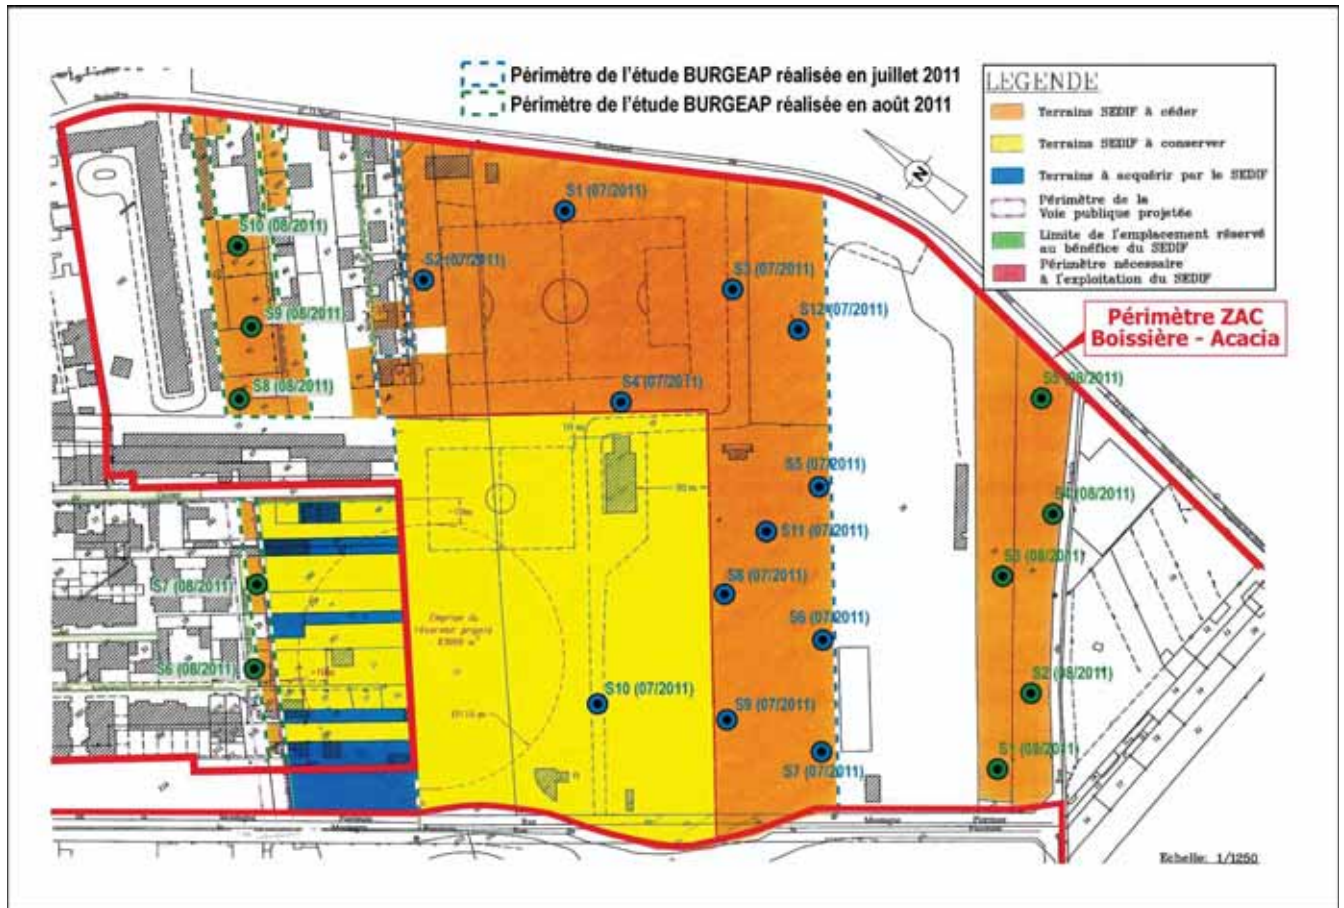 Périmètre de l'étude BURGEAP réalisée en juillet 2011
Périmètre de l'étude BURGEAP réalisée en août 2011
LEGENDE
Terrains SEDIF à céder
Terrains SEDIF à conserver
Terrains à acquérir par le SEDIF
Périmètre de la
Voie publique projetée
Limite de l'emplacement réservé
au bénéfice du SEDIF
Périmètre nécessaire
à l'exploitation du SEDIF
N
Périmètre ZAC
Boissière - Acacia
S1 (07/2011)
S10 (08/2011)
S2 (07/2011)
S3 (07/2011)
S9 (08/2011)
S12 (07/2011)
S8 (08/2011)
S4 (07/2011)
S5 (08/2011)
S5 (07/2011)
S4 (08/2011)
S11 (07/2011)
S3 (08/2011)
S7 (08/2011)
S8 (07/2011)
Emprise du
réservoir projeté
S6 (07/2011)
S6 (08/2011)
S2 (08/2011)
S10 (07/2011)
S9 (07/2011)
S7 (07/2011)
S1 (08/2011)
Echelle: 1/1250